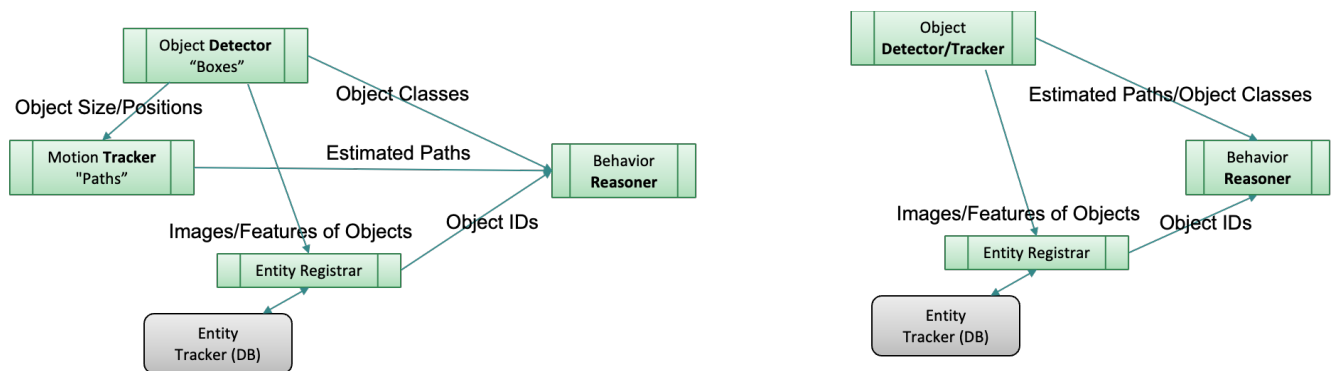 Object Detector
“Boxes”
Object Classes
Object Size/Positions
Motion Tracker
"Paths”
Estimated Paths
Behavior
Reasoner
Images/Features of Objects
Object IDs
Entity Registrar
Entity
Tracker (DB)
Object
Detector/Tracker
Estimated Paths/Object Classes
Behavior
Reasoner
Images/Features of Objects
Object IDs
Entity Registrar
Entity
Tracker (DB)